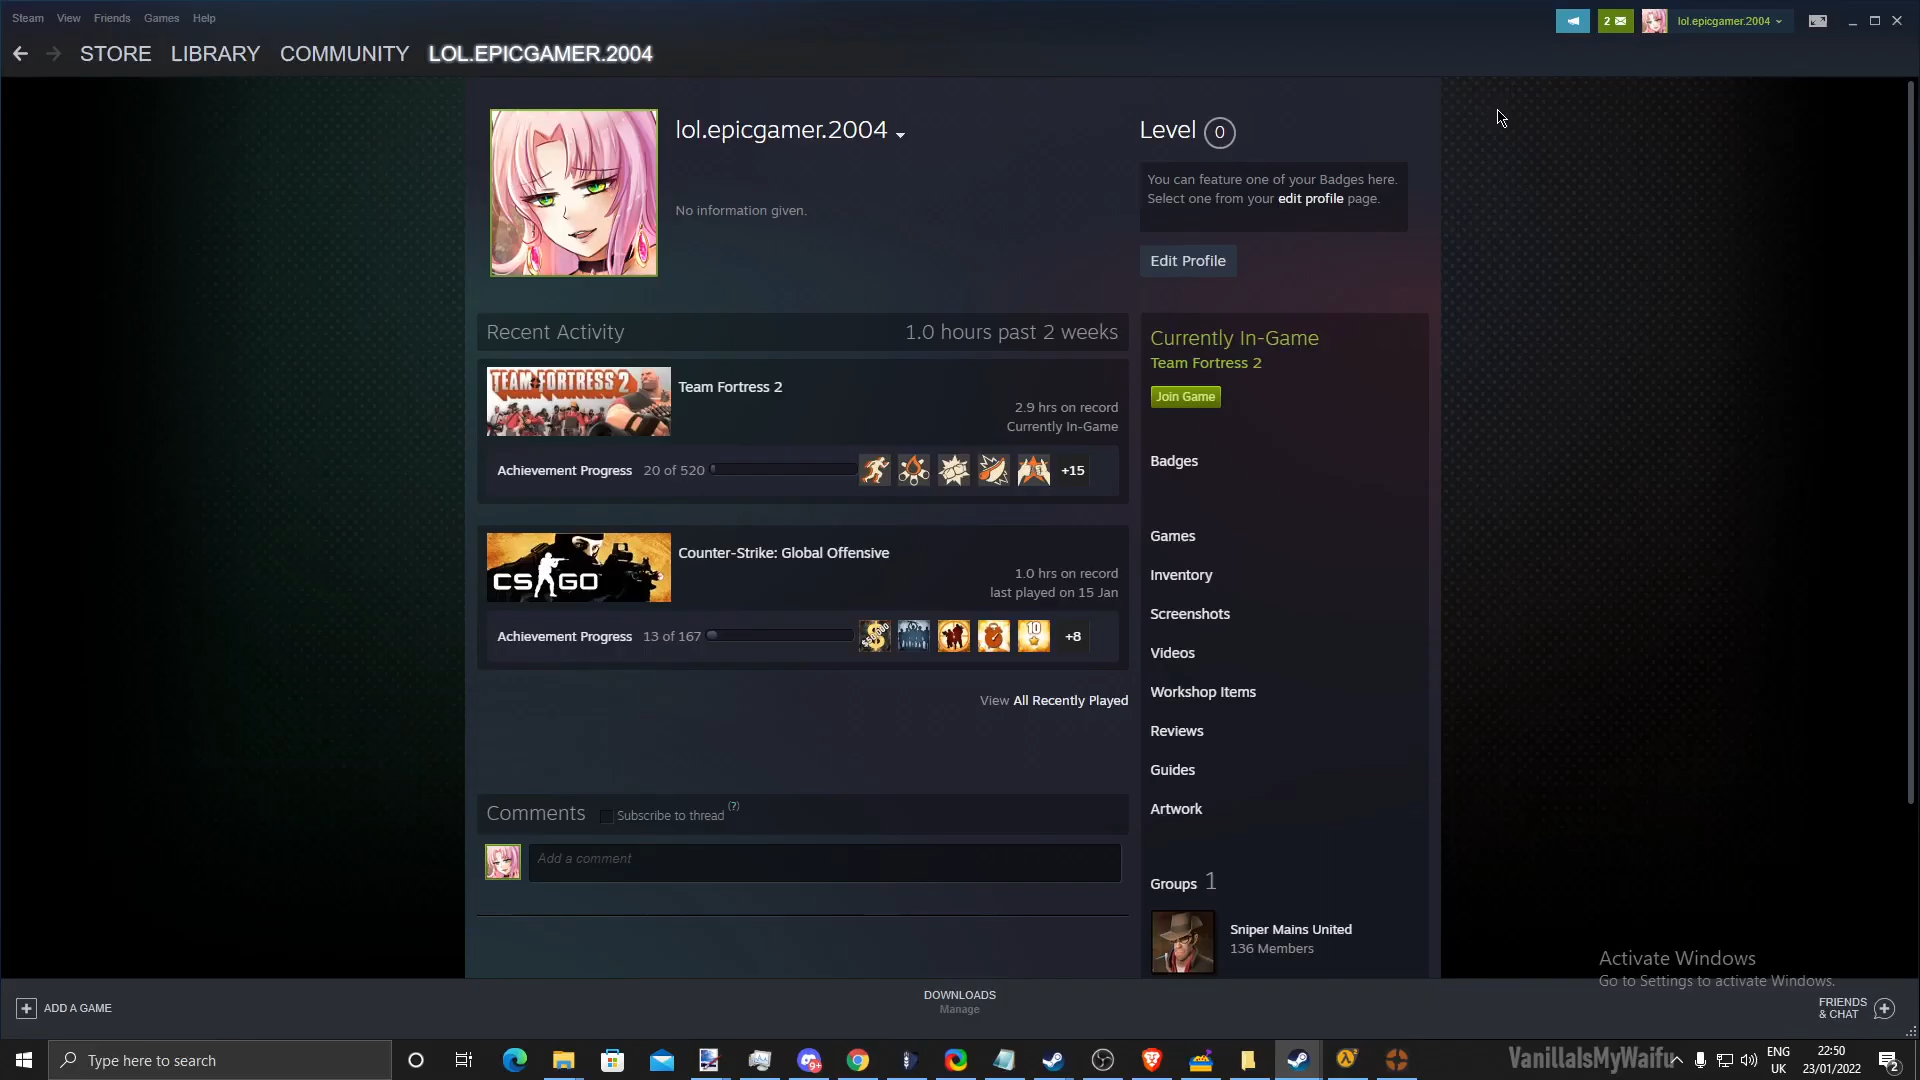 Steam View Friends Games Help
2
lol.epicgamer.2004
STORE LIBRARY COMMUNITY LOL.EPICGAMER.2004
lol.epicgamer.2004
No information given.
Level 0
You can feature one of your Badges here.
Select one from your edit profile page.
Edit Profile
Recent Activity 1.0 hours past 2 weeks
TEAM FORTRESS 2
Team Fortress 2
2.9 hrs on record
Currently In-Game
Achievement Progress 20 of 520 +15
CS GO
Counter-Strike: Global Offensive
1.0 hrs on record
last played on 15 Jan
Achievement Progress 13 of 167 $50,000 10 +8
View All Recently Played
Comments Subscribe to thread (?)
Add a comment
Currently In-Game
Team Fortress 2
Join Game
Badges
Games
Inventory
Screenshots
Videos
Workshop Items
Reviews
Guides
Artwork
Groups 1
Sniper Mains United
136 Members
Activate Windows
Go to Settings to activate Windows.
ADD A GAME
DOWNLOADS
Manage
FRIENDS
& CHAT
Type here to search
9+
VanillaIsMyWaifu
ENG
UK
22:50
23/01/2022
2